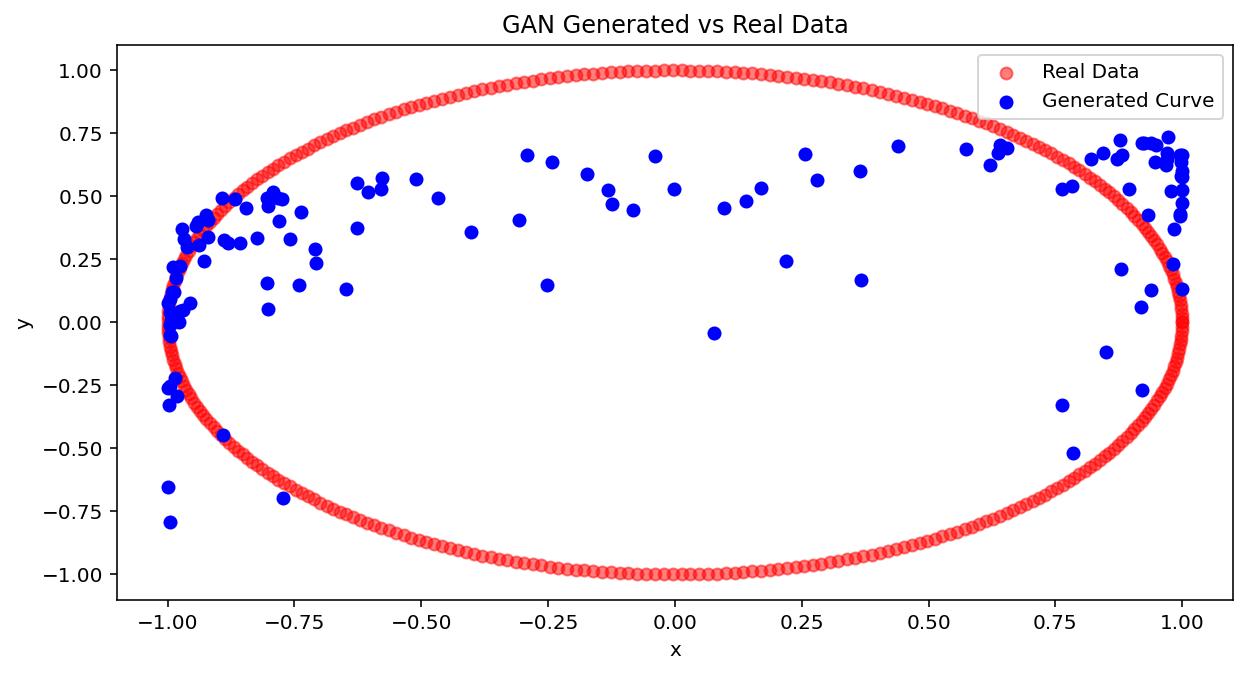 GAN Generated vs Real Data
Real Data
Generated Curve
1.00
0.75
0.50
0.25
0.00
−0.25
−0.50
−0.75
−1.00
y
−1.00 −0.75 −0.50 −0.25 0.00 0.25 0.50 0.75 1.00
x